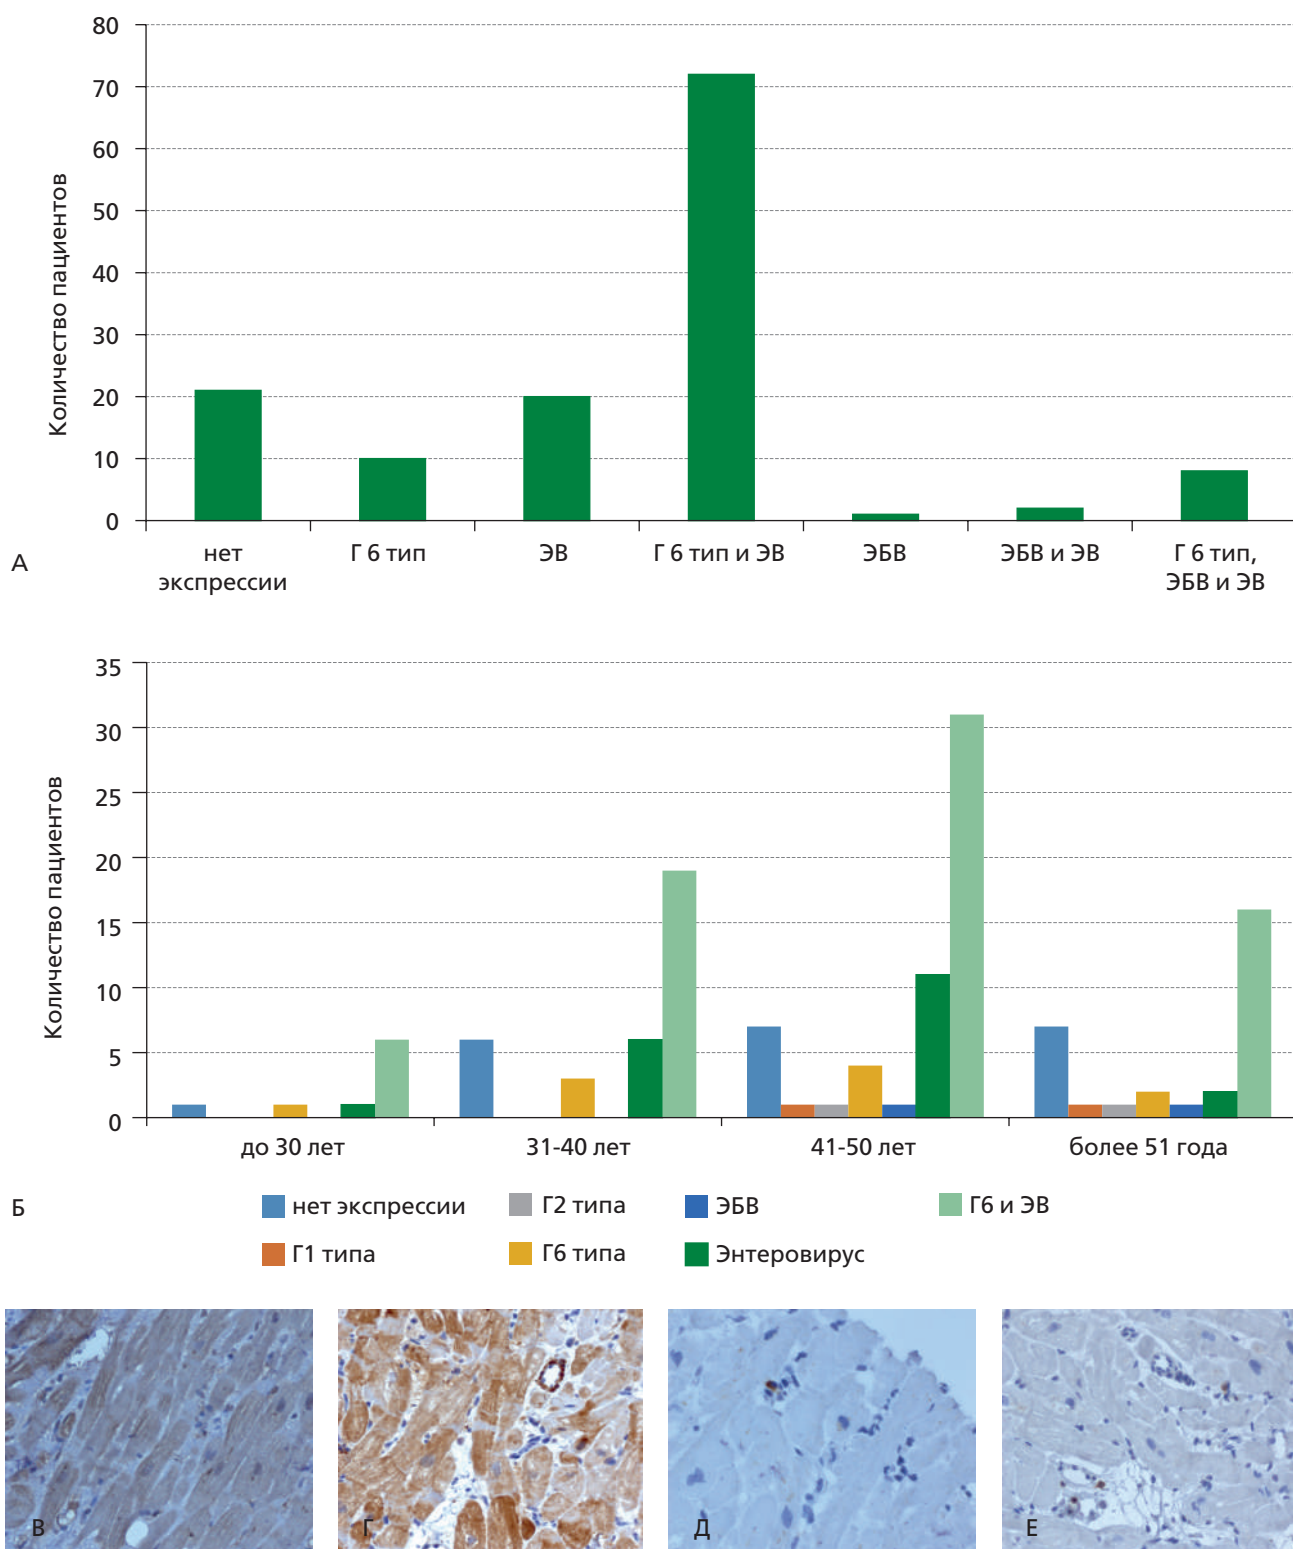 80
70
60
50
40
30
20
10
0
Количество пациентов
нет экспрессии
Г 6 тип
ЭВ
Г 6 тип и ЭВ
ЭБВ
ЭБВ и ЭВ
Г 6 тип, ЭБВ и ЭВ
А
35
30
25
20
15
10
5
0
Количество пациентов
до 30 лет
31-40 лет
41-50 лет
более 51 года
Б
нет экспрессии
Г2 типа
ЭБВ
Г6 и ЭВ
Г1 типа
Г6 типа
Энтеровирус
В
Г
Д
Е